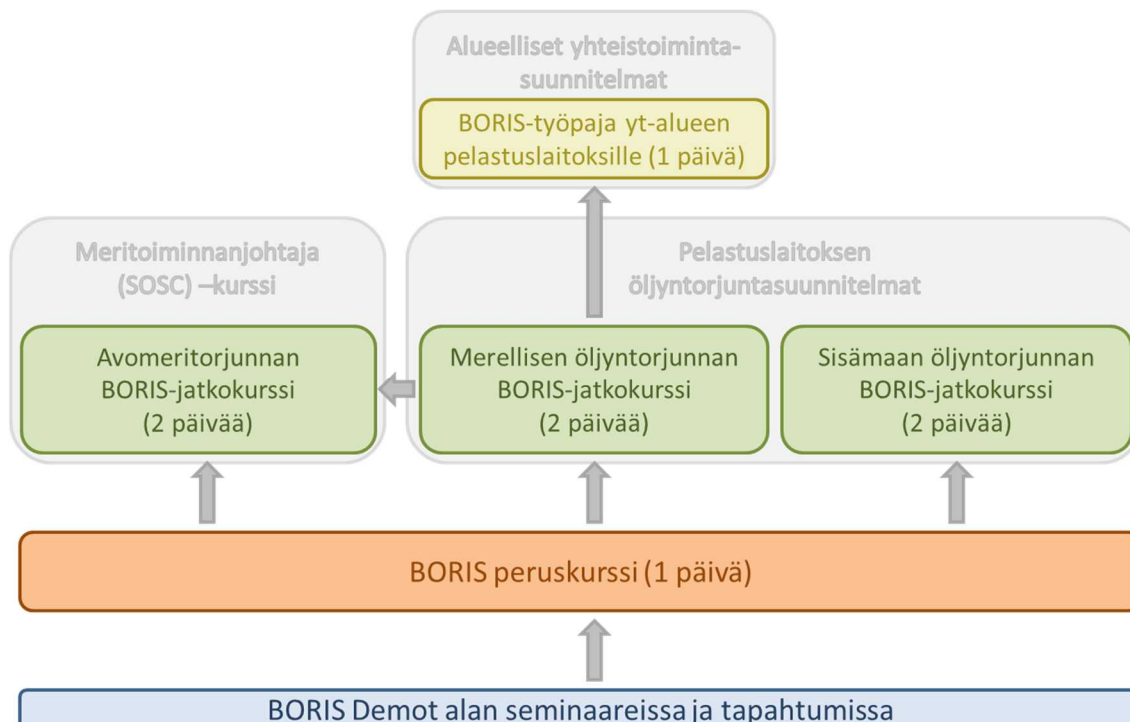 Alueelliset yhteistoiminta-
suunnitelmat
BORIS-työpaja yt-alueen
pelastuslaitoksille (1 päivä)
Meritoiminnanjohtaja
(SOSC) –kurssi
Pelastuslaitoksen
öljyntorjuntasuunnitelmat
Avomeritorjunnan
BORIS-jatkokurssi
(2 päivää)
Merellisen öljyntorjunnan
BORIS-jatkokurssi
(2 päivää)
Sisämaan öljyntorjunnan
BORIS-jatkokurssi
(2 päivää)
BORIS peruskurssi (1 päivä)
BORIS Demot alan seminaareissa ja tapahtumissa